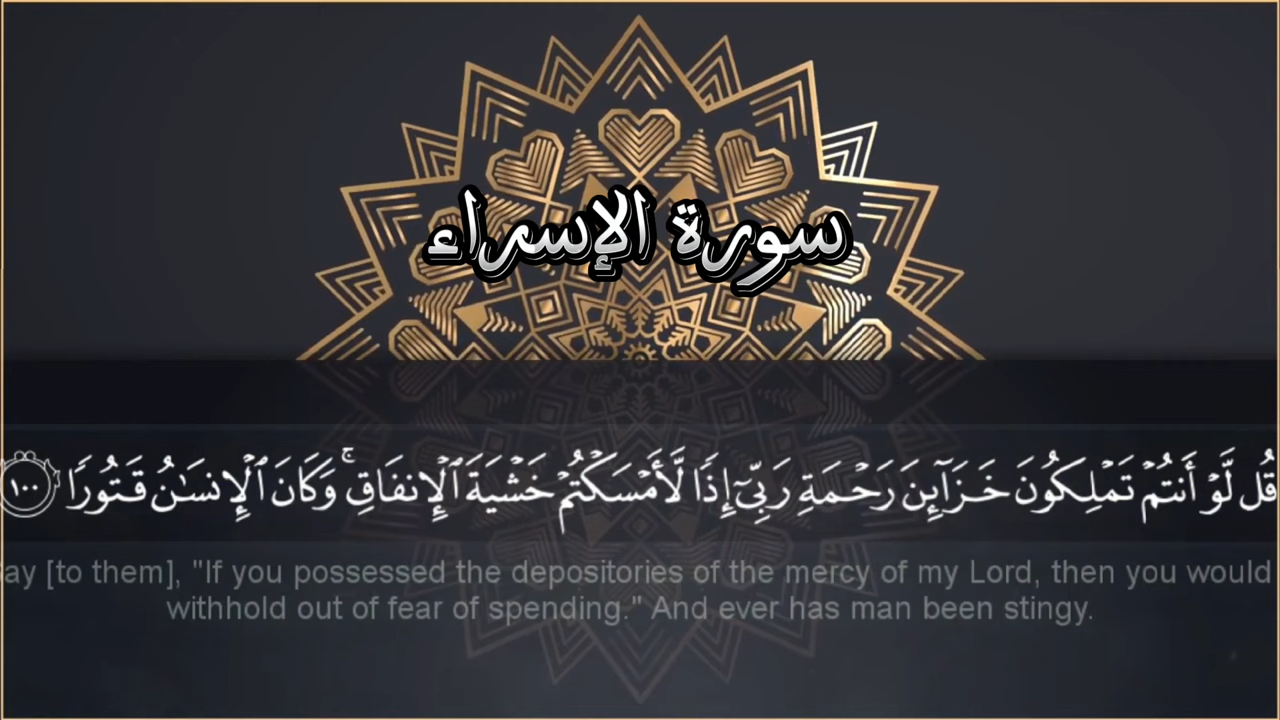 سورة الإسراء
قُل لَّوْ أَنتُمْ تَمْلِكُونَ خَزَآئِنَ رَحْمَةِ رَبِّىٓ إِذًا لَّأَمْسَكْتُمْ خَشْيَةَ ٱلْإِنفَاقِ ۚ وَكَانَ ٱلْإِنسَٰنُ قَتُورًا ١٠٠
ay [to them], "If you possessed the depositories of the mercy of my Lord, then you would
withhold out of fear of spending." And ever has man been stingy.